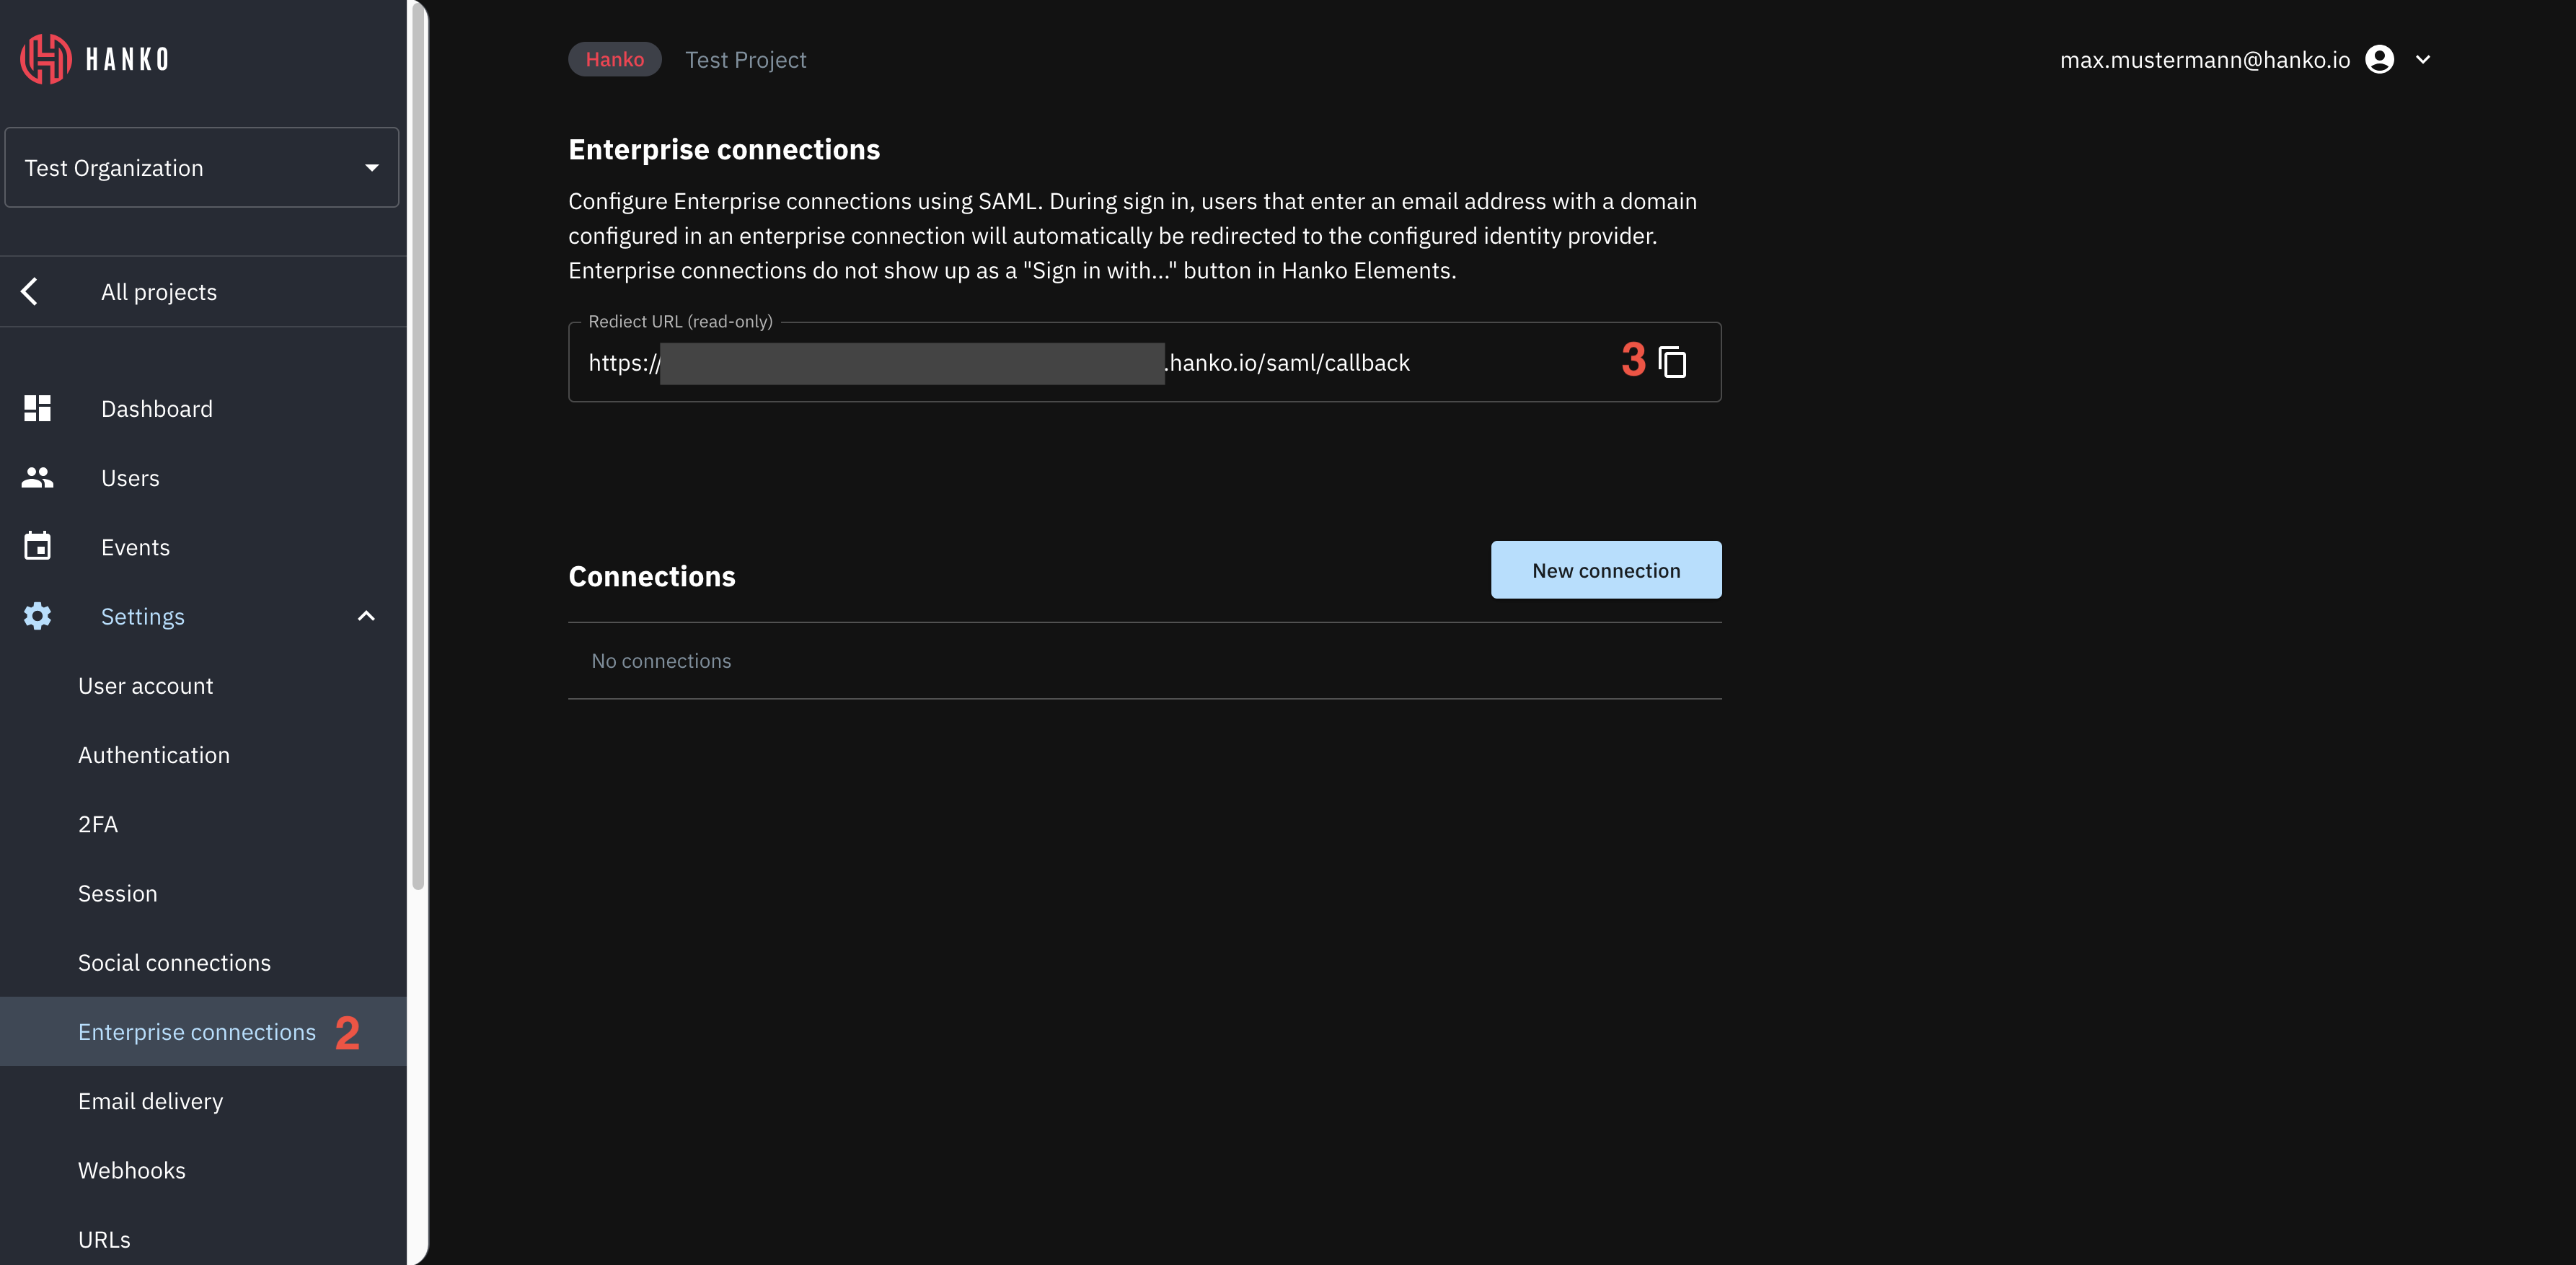 HANKO
Test Organization
All projects
Dashboard
Users
Events
Settings
User account
Authentication
2FA
Session
Social connections
Enterprise connections 2
Email delivery
Webhooks
URLs
Hanko Test Project
max.mustermann@hanko.io
Enterprise connections
Configure Enterprise connections using SAML. During sign in, users that enter an email address with a domain
configured in an enterprise connection will automatically be redirected to the configured identity provider.
Enterprise connections do not show up as a "Sign in with..." button in Hanko Elements.
Rediect URL (read-only)
https:// .hanko.io/saml/callback 3
Connections
New connection
No connections